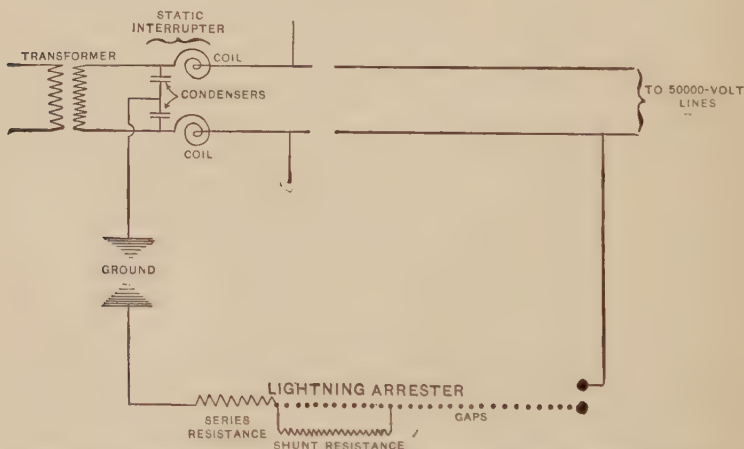 STATIC
INTERRUPTER
TRANSFORMER
COIL
CONDENSERS
COIL
TO 50000-VOLT
LINES
GROUND
LIGHTNING ARRESTER
GAPS
SERIES
RESISTANCE
SHUNT RESISTANCE